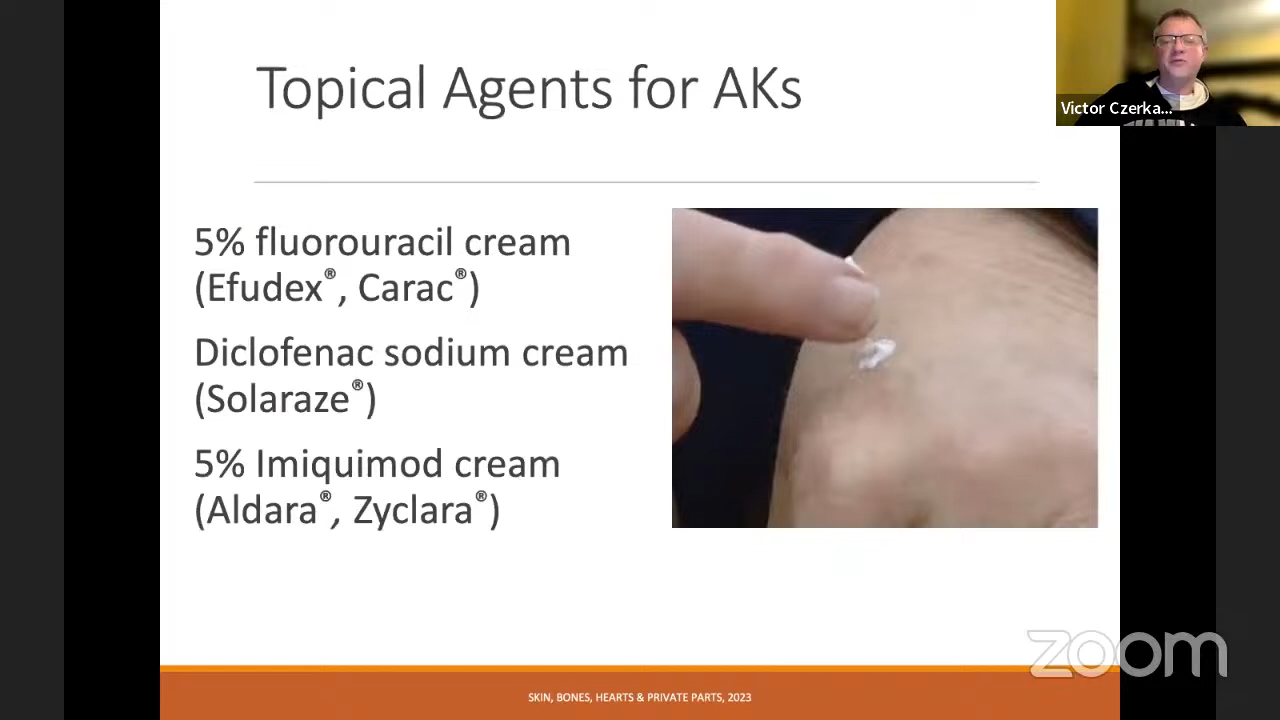 Topical Agents for AKs
Victor Czerka...
5% fluorouracil cream
(Efudex®, Carac®)
Diclofenac sodium cream
(Solaraze®)
5% Imiquimod cream
(Aldara®, Zyclara®)
zoom
SKIN, BONES, HEARTS & PRIVATE PARTS, 2023